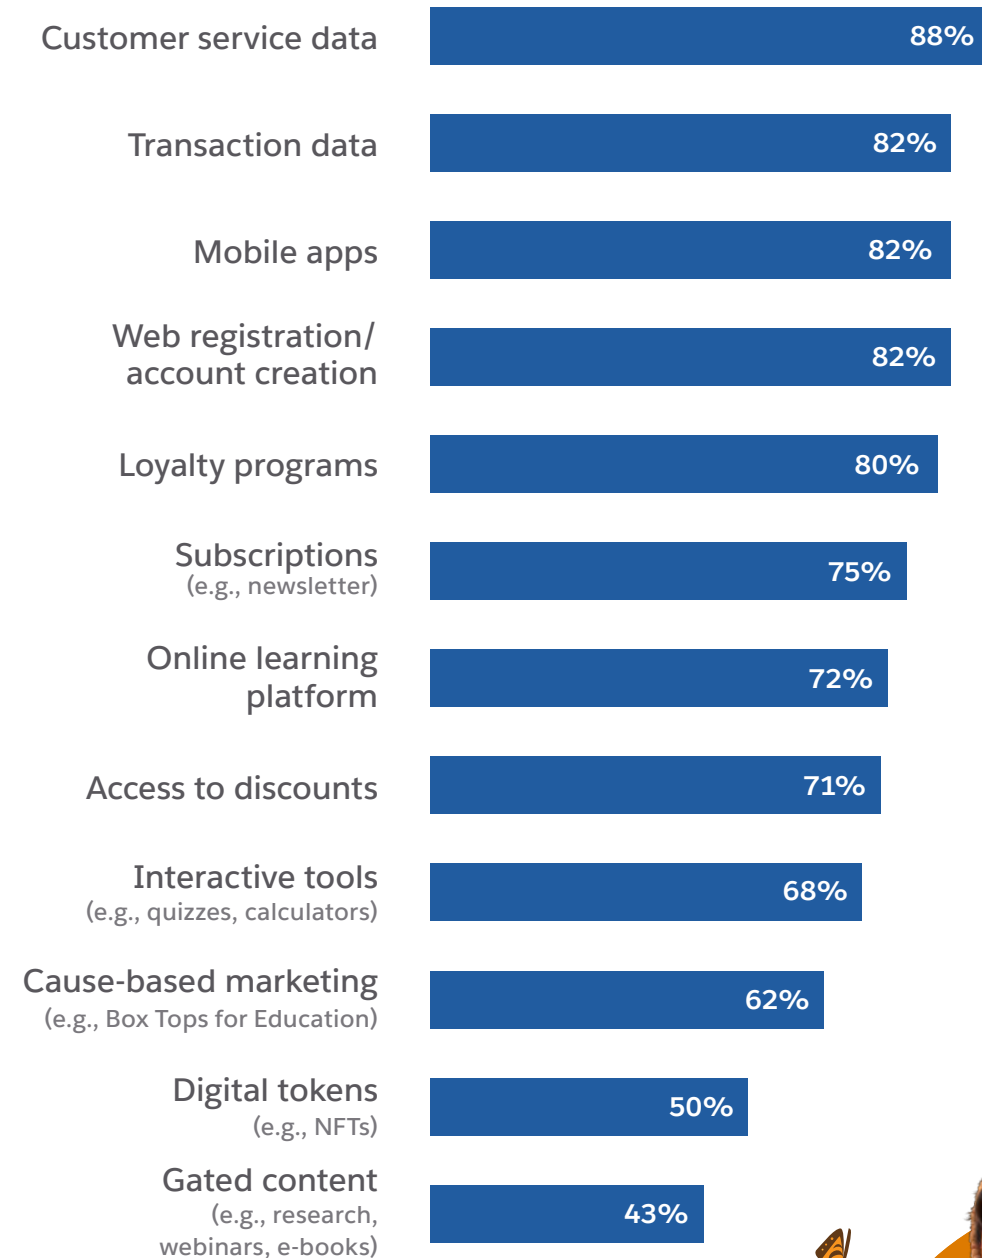 Customer service data 88%
Transaction data 82%
Mobile apps 82%
Web registration/
account creation 82%
Loyalty programs 80%
Subscriptions
(e.g., newsletter) 75%
Online learning
platform 72%
Access to discounts 71%
Interactive tools
(e.g., quizzes, calculators) 68%
Cause-based marketing
(e.g., Box Tops for Education) 62%
Digital tokens
(e.g., NFTs) 50%
Gated content
(e.g., research,
webinars, e-books) 43%